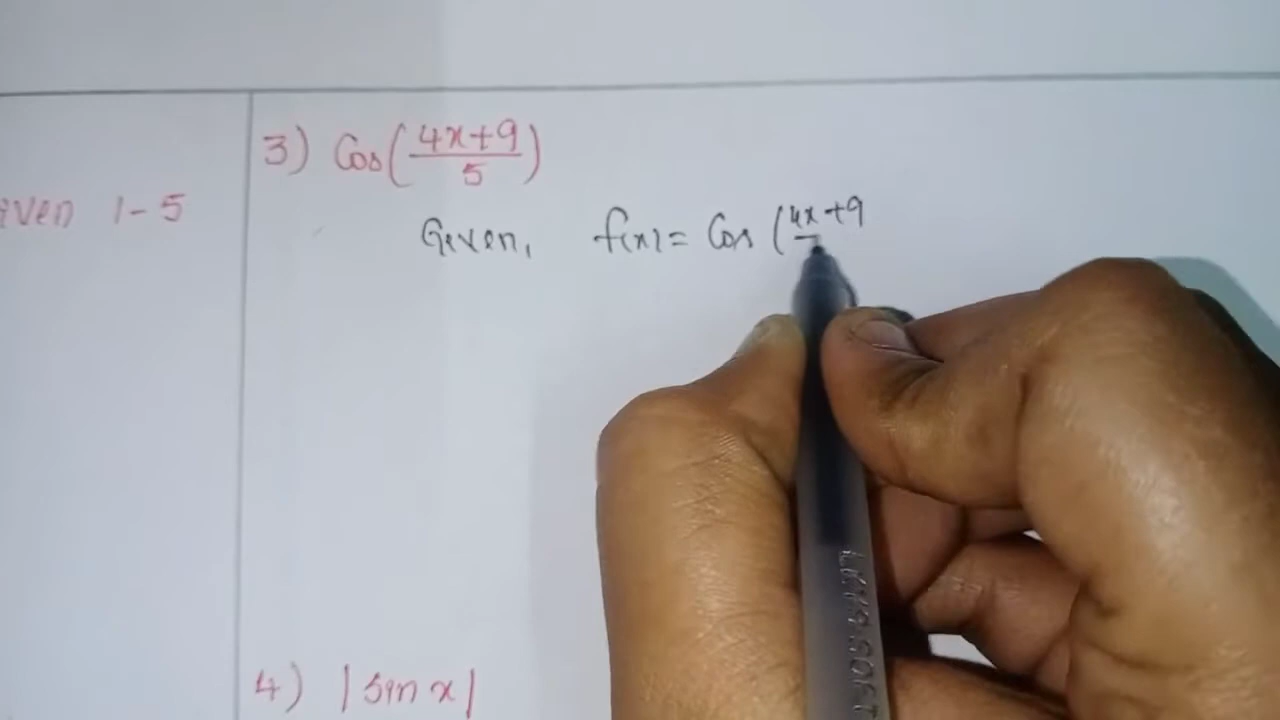 3) Cos(4x+9/5)
iven 1-5
Given, f(x) = Cos (4x+9
4) |sin x|